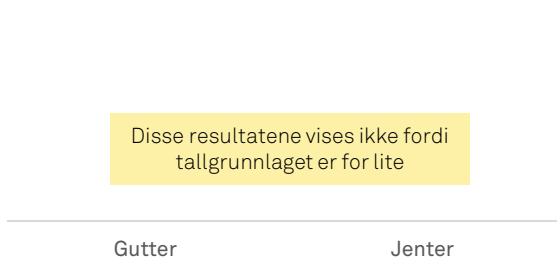 Disse resultatene vises ikke fordi
tallgrunnlaget er for lite
Gutter Jenter